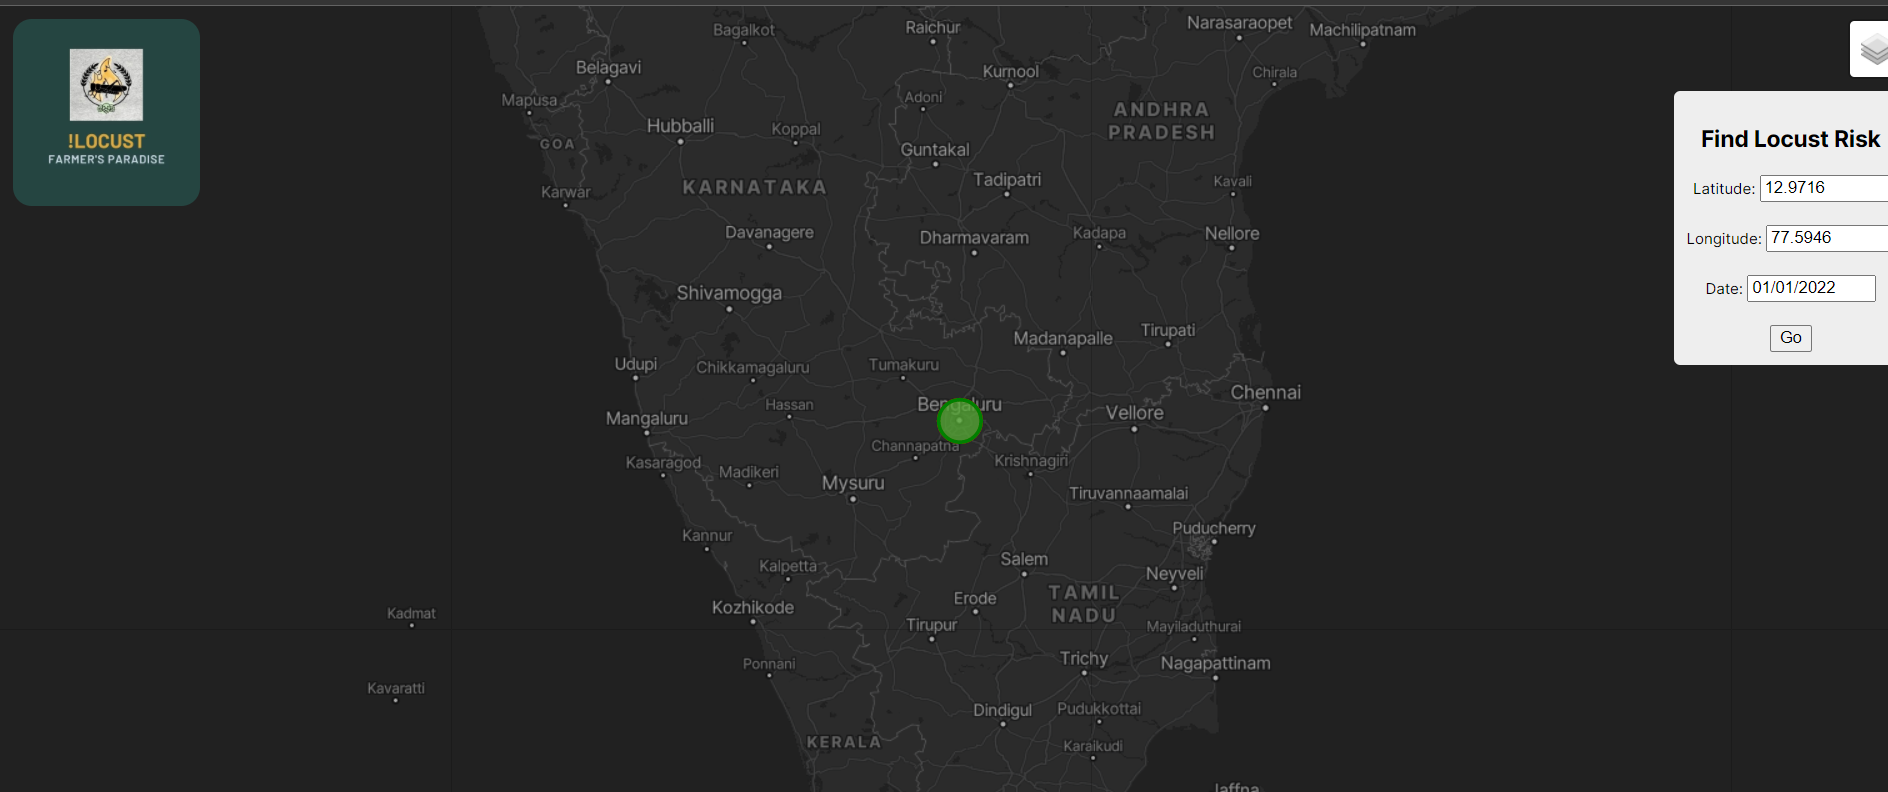 !LOCUST
FARMER'S PARADISE
Find Locust Risk
Latitude: 12.9716
Longitude: 77.5946
Date: 01/01/2022
Go
Narasaraopet
Bagalkot
Raichur
Machilipatnam
Belagavi
Kurnool
Chirala
Mapusa
Adoni
ANDHRA
PRADESH
Hubballi
Koppal
GOA
Guntakal
Tadipatri
Kavali
KARNATAKA
Karwar
Davanagere
Dharmavaram
Kadapa
Nellore
Shivamogga
Tirupati
Madanapalle
Udupi
Chikkamagaluru
Tumakuru
Chennai
Hassan
Bengaluru
Vellore
Mangaluru
Channapatna
Kasaragod
Krishnagiri
Madikeri
Mysuru
Tiruvannaamalai
Puducherry
Kannur
Salem
Kalpetta
Neyveli
TAMIL
NADU
Erode
Kozhikode
Kadmat
Tirupur
Mayiladuthurai
Trichy
Nagapattinam
Ponnani
Kavaratti
Dindigul
Pudukkottai
KERALA
Karaikudi
Jaffna